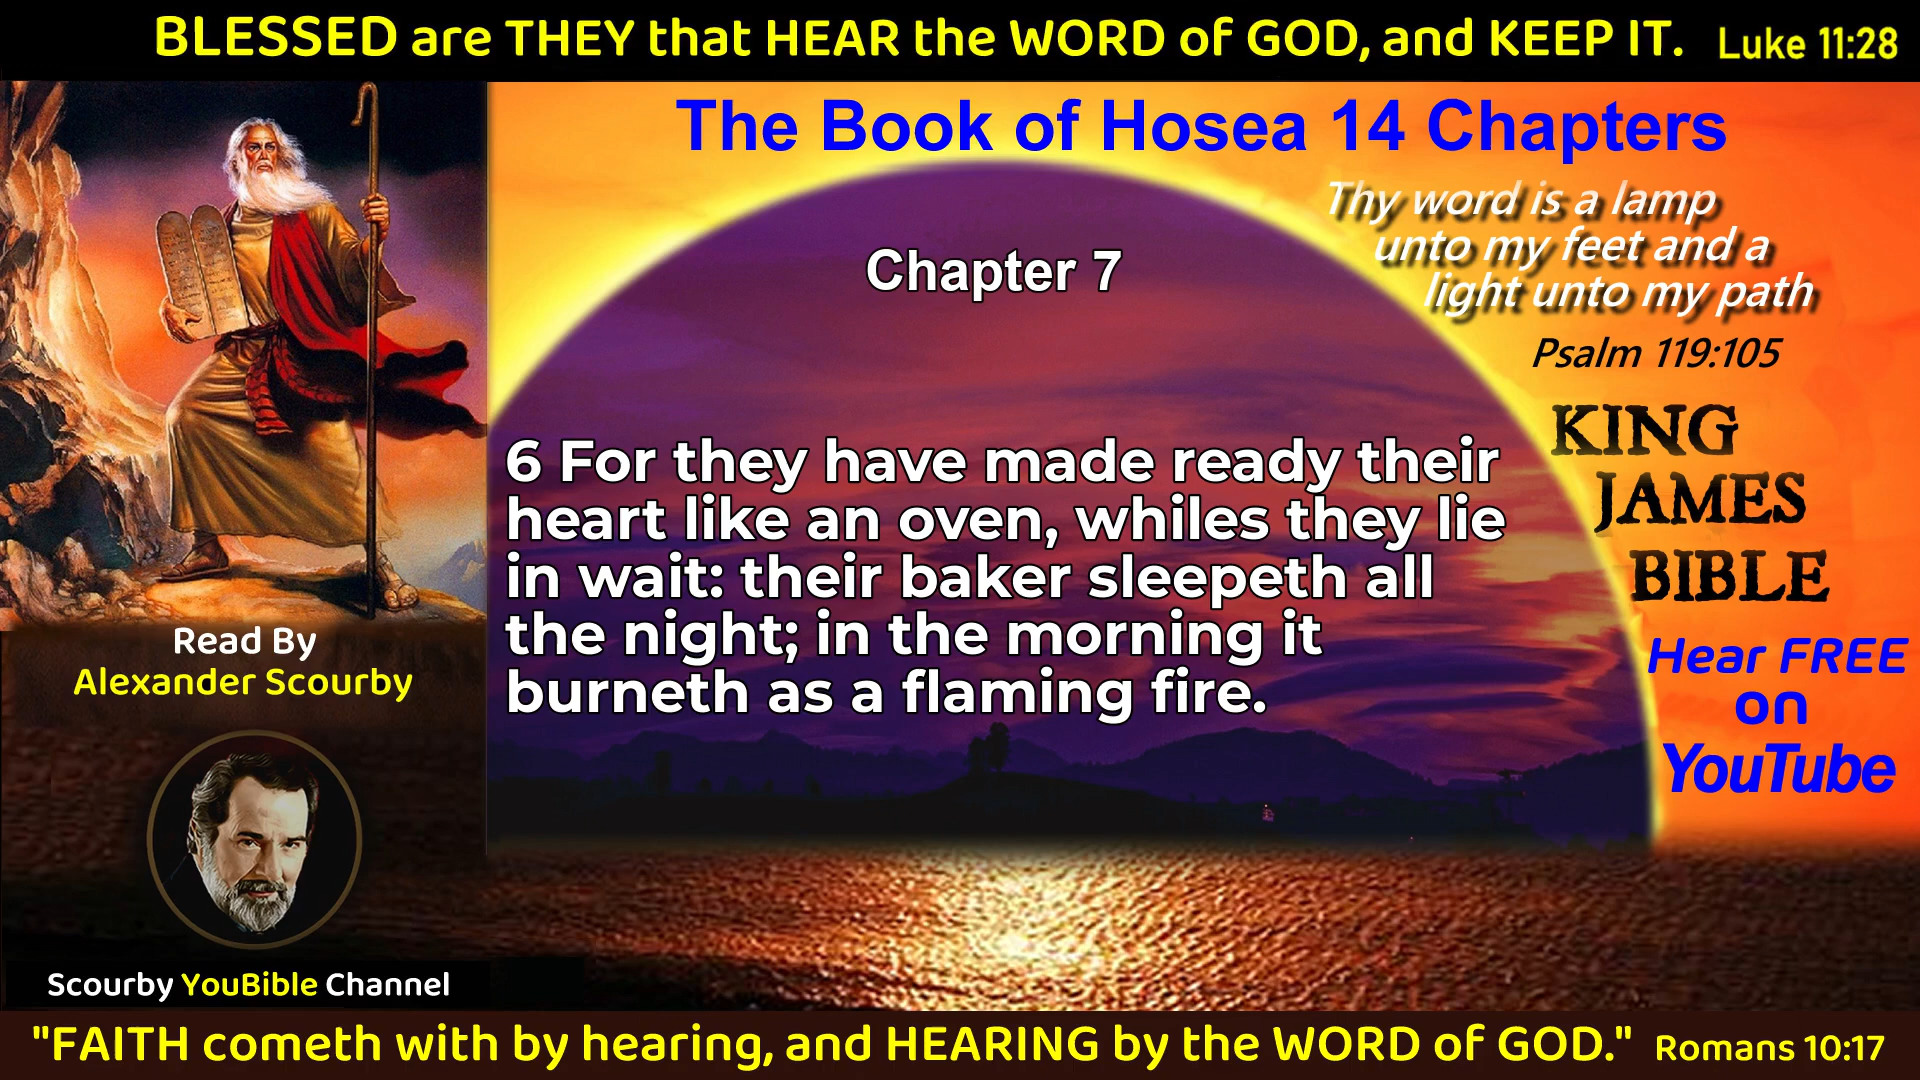 BLESSED are THEY that HEAR the WORD of GOD, and KEEP IT. Luke 11:28
The Book of Hosea 14 Chapters
Thy word is a lamp
unto my feet and a
light unto my path
Psalm 119:105
Chapter 7
6 For they have made ready their
heart like an oven, whiles they lie
in wait: their baker sleepeth all
the night; in the morning it
burneth as a flaming fire.
KING
JAMES
BIBLE
Hear FREE
on
YouTube
Read By
Alexander Scourby
Scourby YouBible Channel
"FAITH cometh with by hearing, and HEARING by the WORD of GOD." Romans 10:17